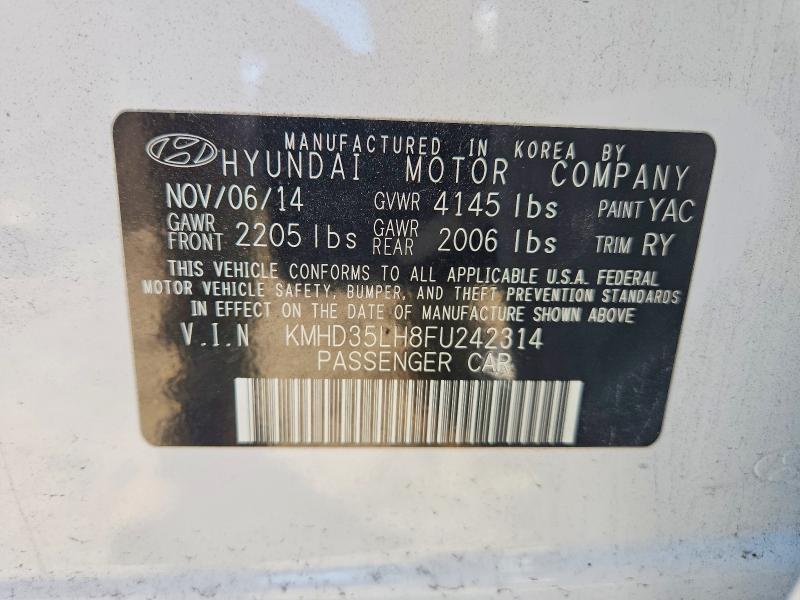 MANUFACTURED IN KOREA BY
HYUNDAI MOTOR COMPANY
NOV/06/14 GVWR 4145 lbs PAINT YAC
GAWR FRONT 2205 lbs GAWR REAR 2006 lbs TRIM RY
THIS VEHICLE CONFORMS TO ALL APPLICABLE U.S.A. FEDERAL
MOTOR VEHICLE SAFETY, BUMPER, AND THEFT PREVENTION STANDARDS
IN EFFECT ON THE DATE OF MANUFACTURE SHOWN ABOVE
V.I.N KMHD35LH8FU242314
PASSENGER CAR